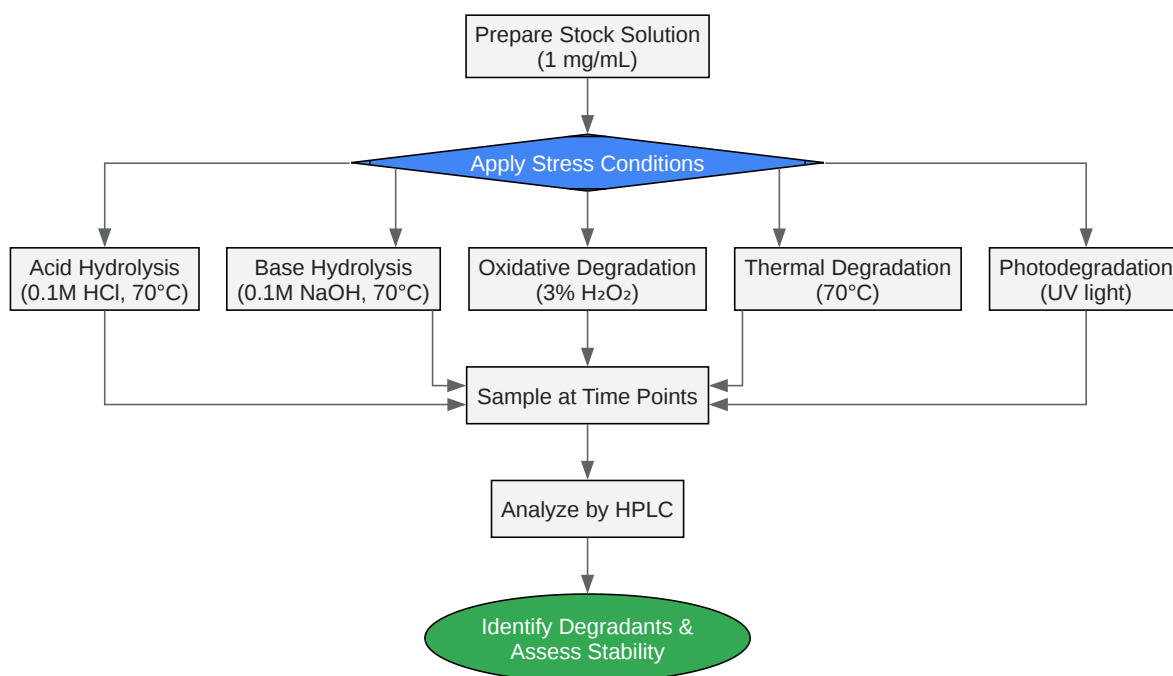 Prepare Stock Solution
(1 mg/mL)
Apply Stress Conditions
Acid Hydrolysis
(0.1M HCl, 70°C)
Base Hydrolysis
(0.1M NaOH, 70°C)
Oxidative Degradation
(3% H₂O₂)
Thermal Degradation
(70°C)
Photodegradation
(UV light)
Sample at Time Points
Analyze by HPLC
Identify Degradants &
Assess Stability